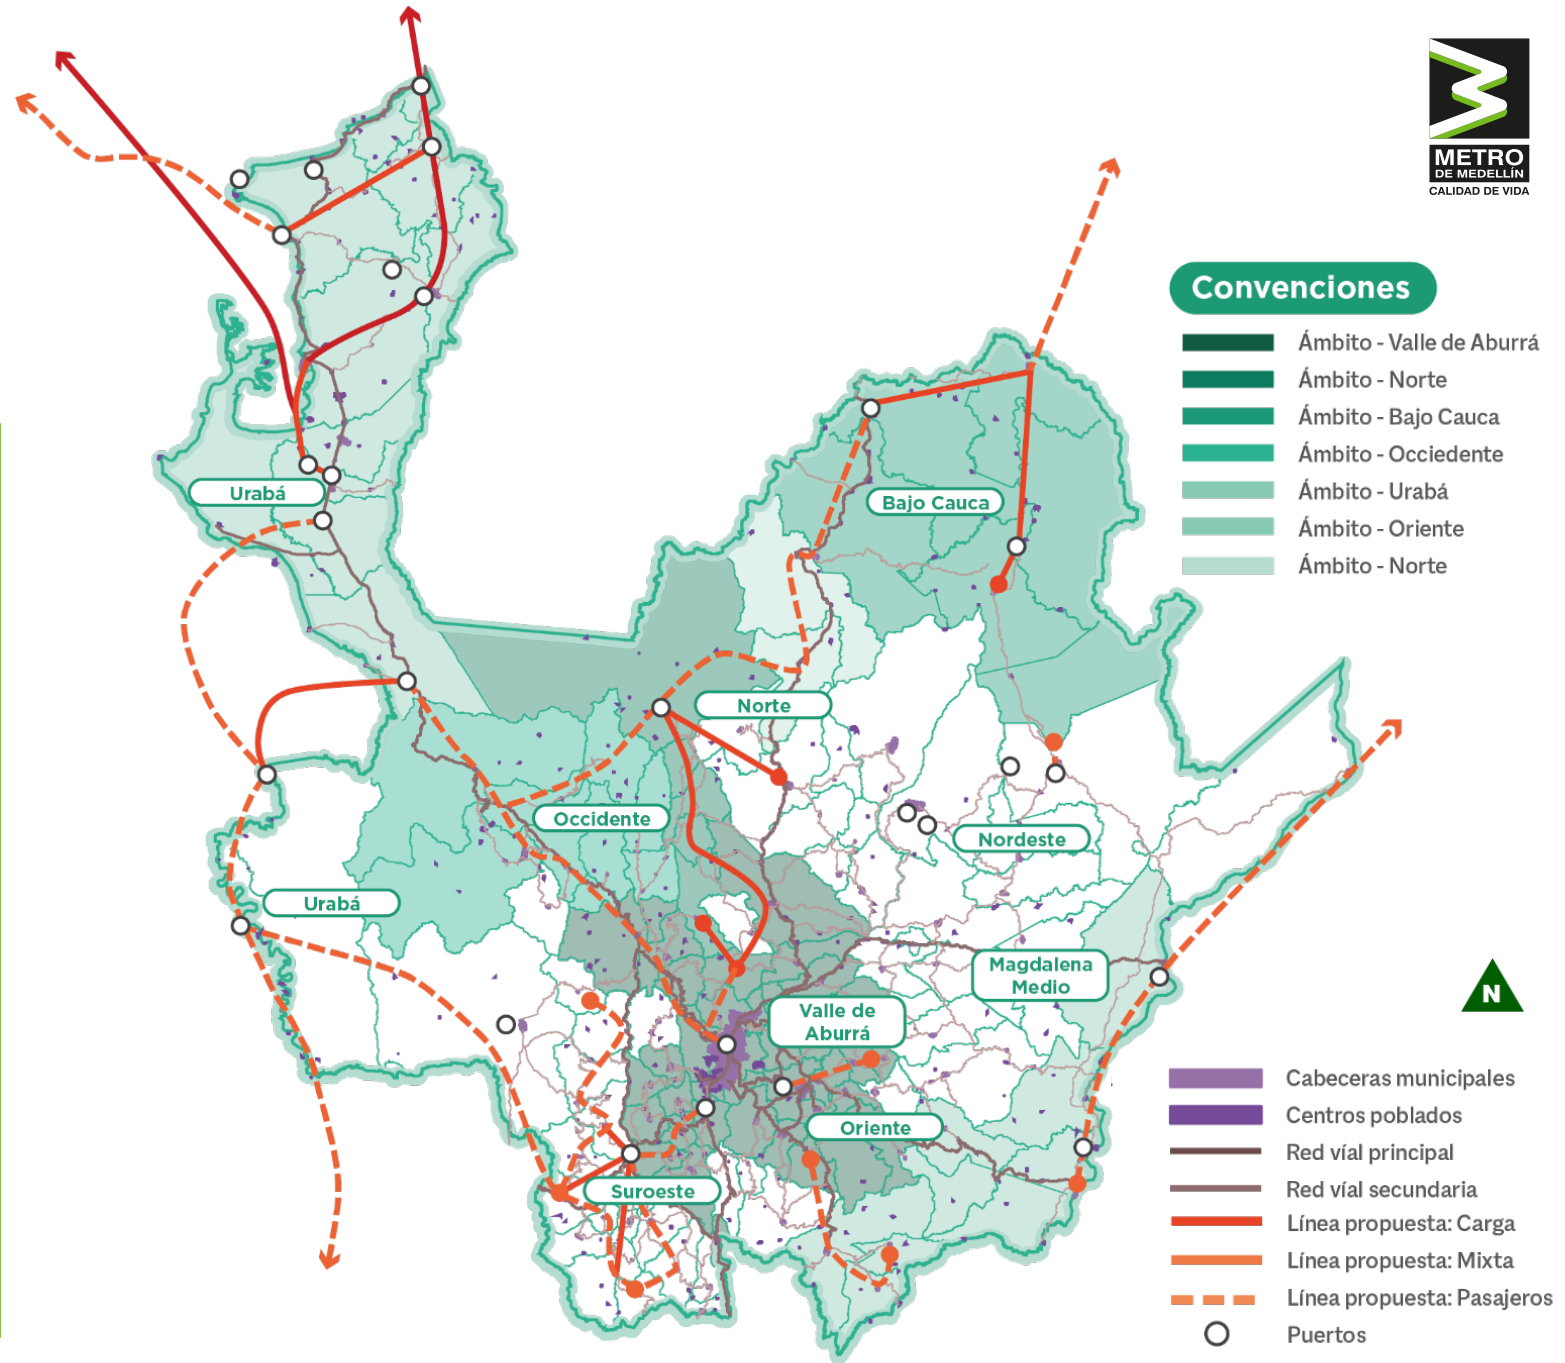 METRO
DE MEDELLÍN
CALIDAD DE VIDA
Convenciones
Ámbito - Valle de Aburrá
Ámbito - Norte
Ámbito - Bajo Cauca
Ámbito - Occiedente
Ámbito - Urabá
Ámbito - Oriente
Ámbito - Norte
Urabá
Bajo Cauca
Norte
Occidente
Nordeste
Urabá
Magdalena
Medio
Valle de
Aburrá
Oriente
Suroeste
N
Cabeceras municipales
Centros poblados
Red víal principal
Red víal secundaria
Línea propuesta: Carga
Línea propuesta: Mixta
Línea propuesta: Pasajeros
Puertos